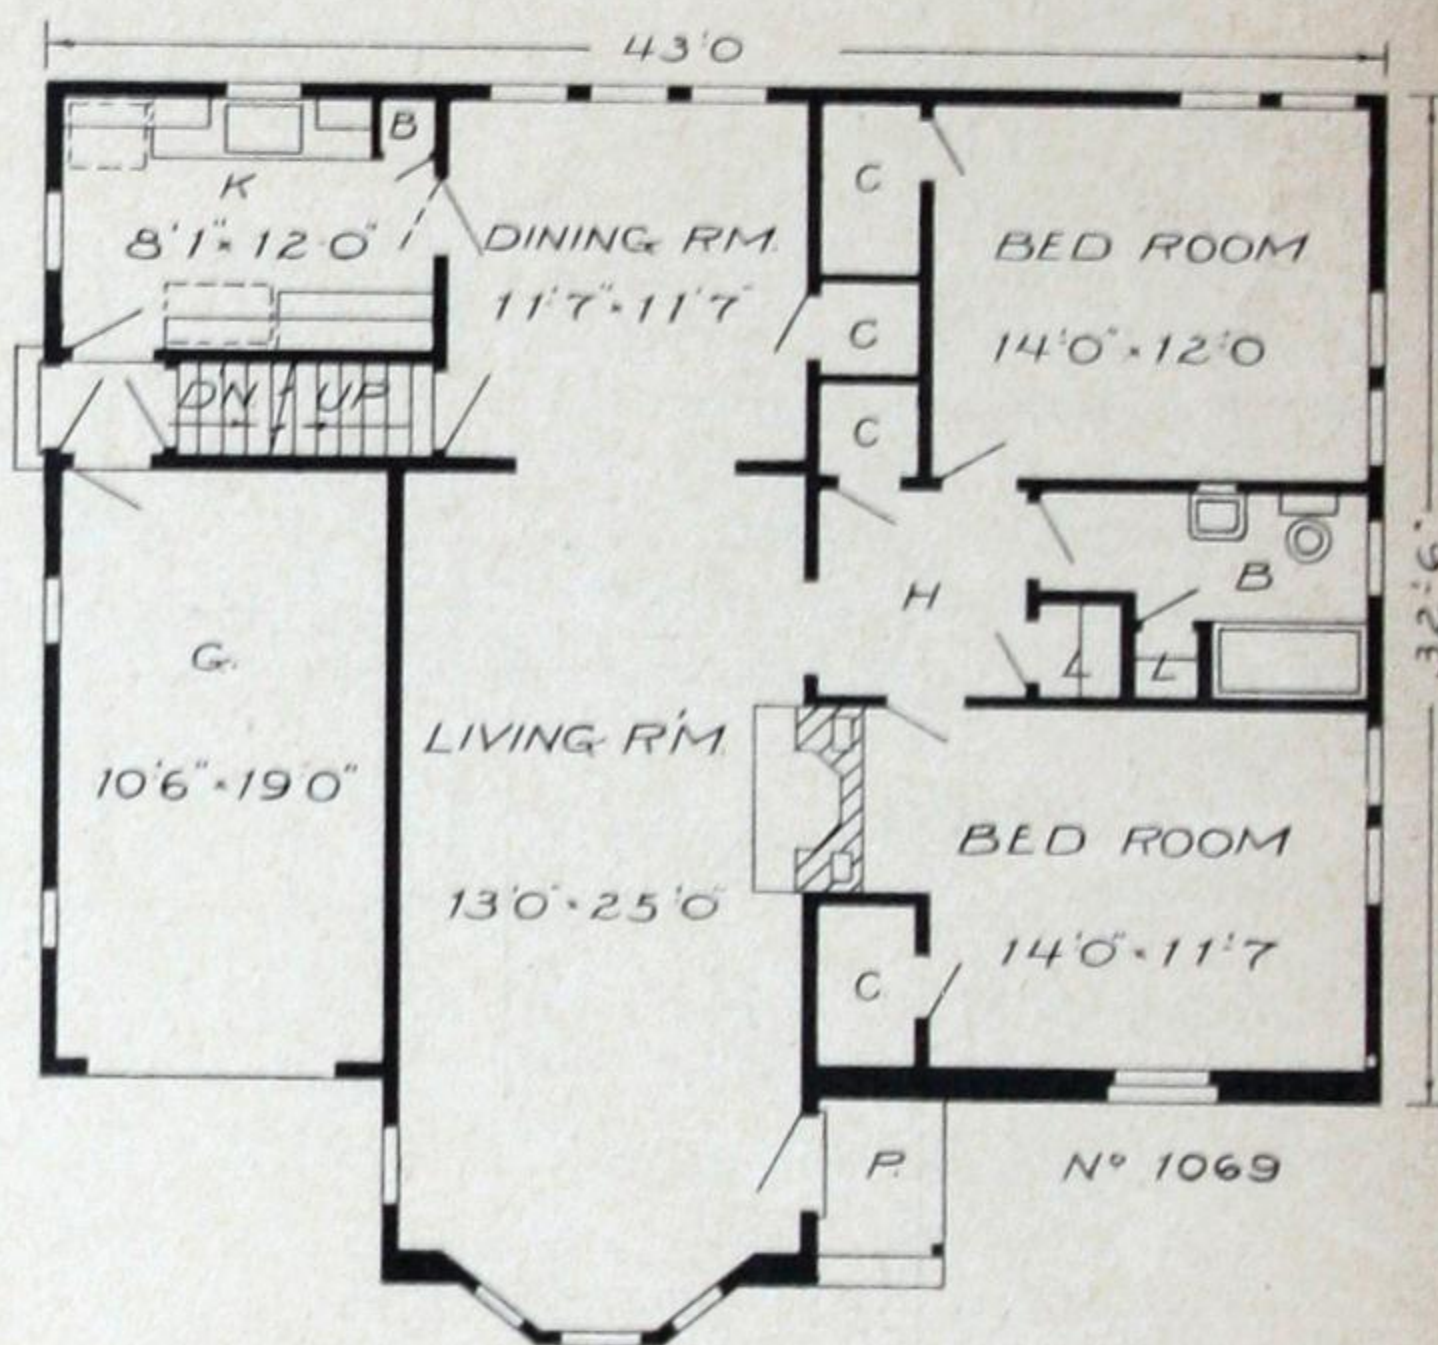 43'0
K
8'1" × 12'0"
B
DINING RM.
11'7" × 11'7"
C
BED ROOM
14'0" × 12'0
C
C
DN UP
H
B
L
L
32'-6"
G.
10'6" × 19'0"
LIVING R'M.
13'0" × 25'0"
BED ROOM
14'0" × 11'-7
C
P.
Nº 1069